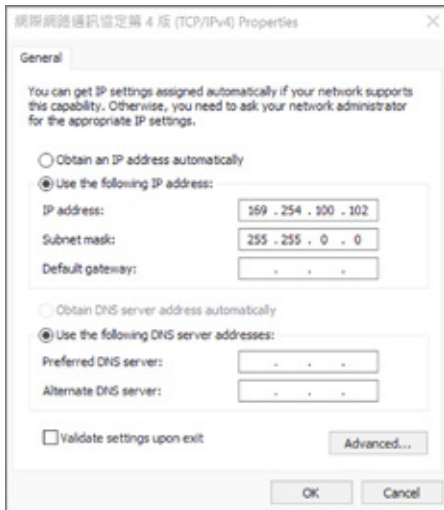 網際網路通訊協定第 4 版 (TCP/IPv4) Properties
General
You can get IP settings assigned automatically if your network supports
this capability. Otherwise, you need to ask your network administrator
for the appropriate IP settings.
Obtain an IP address automatically
Use the following IP address:
IP address: 169 . 254 . 100 . 102
Subnet mask: 255 . 255 . 0 . 0
Default gateway: . . .
Obtain DNS server address automatically
Use the following DNS server addresses:
Preferred DNS server: . . .
Alternate DNS server: . . .
Validate settings upon exit
Advanced...
OK Cancel